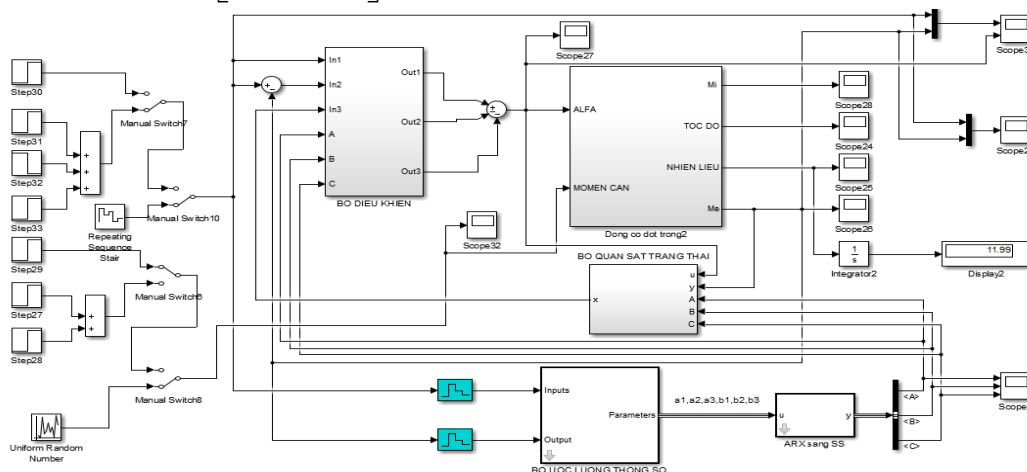 Step30
Manual Switch7
Step31
Step32
Step33
+
+
+
Manual Switch10
Repeating
Sequence
Stair
Step29
Manual Switch6
Step27
Step28
+
+
Manual Switch8
Uniform Random
Number
In1
In2
In3
A
B
C
Out1
Out2
Out3
BO DIEU KHIEN
Scope27
ALFA
MOMEN CAN
Mi
TOC DO
NHIEN LIEU
Me
Dong co dot trong2
Scope28
Scope24
Scope25
Scope26
Scope32
BO QUAN SAT TRANG THAI
x
u
y
A
B
C
1
s
Integrator2
11.99
Display2
Inputs
Output
Parameters
BO UOC LUONG THONG SO
a1,a2,a3,b1,b2,b3
u
y
ARX sang SS
<A>
<B>
<C>